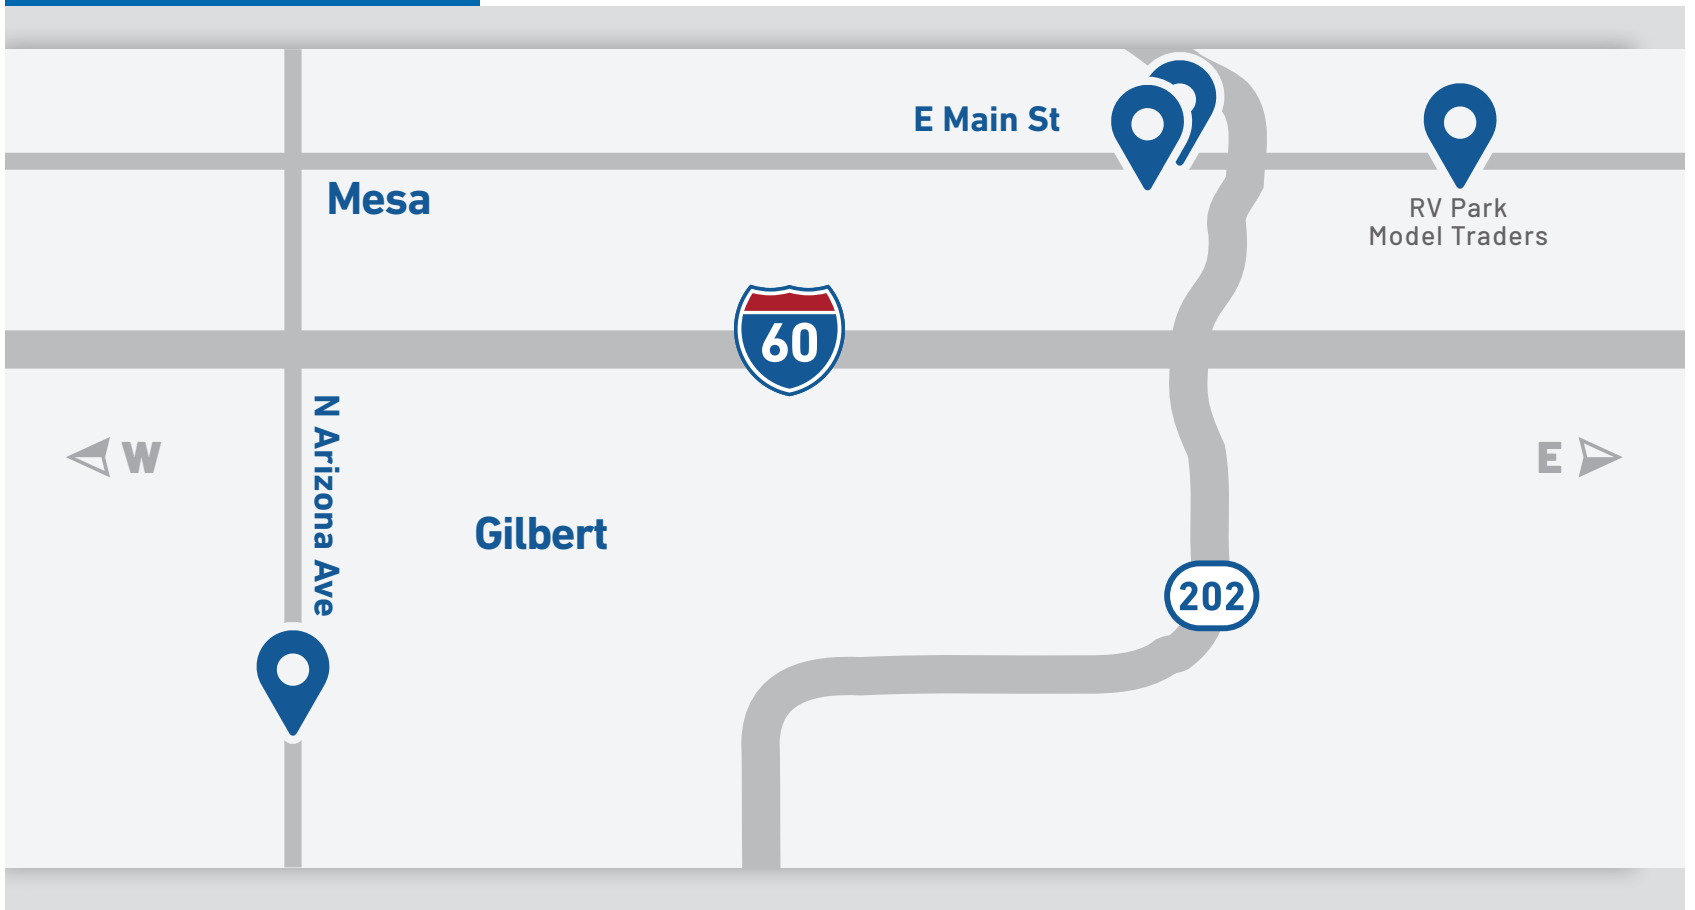 E Main St
Mesa
RV Park
Model Traders
60
N Arizona Ave
W
E
Gilbert
202